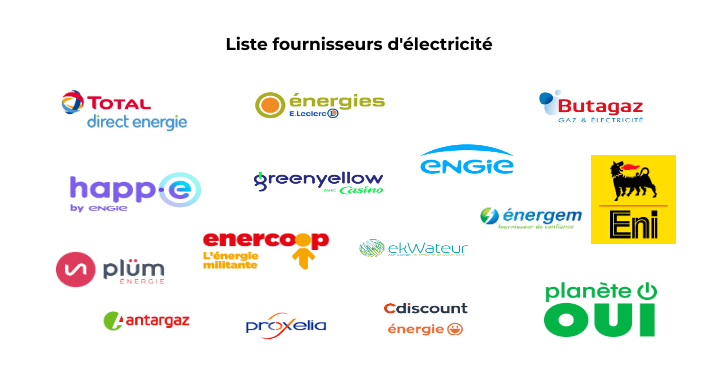 Liste fournisseurs d'électricité
TOTAL
direct energie
énergies
E.Leclerc
Butagaz
GAZ & ÉLECTRICITÉ
ENGIE
happ-e
by ENGIE
greenyellow
AVEC Casino
énergem
fournisseur de confiance
Eni
enercoop
L'énergie
militante
ekWateur
plüm
ÉNERGIE
antargaz
proxelia
Cdiscount
énergie
planète
OUI